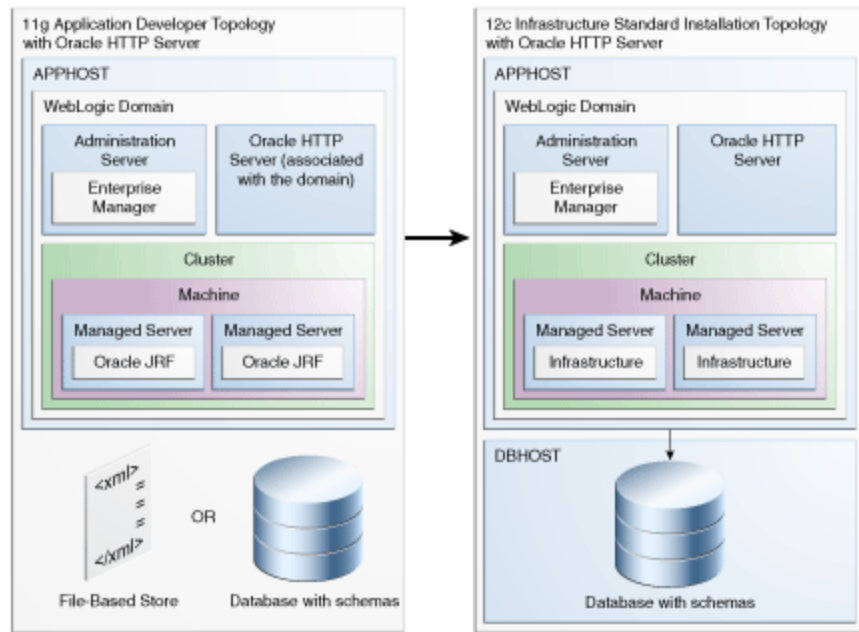 11g Application Developer Topology
with Oracle HTTP Server
APPHOST
WebLogic Domain
Administration
Server
Enterprise
Manager
Oracle HTTP
Server (associated
with the domain)
Cluster
Machine
Managed Server
Oracle JRF
Managed Server
Oracle JRF
<xml>
=
=
=
</xml>
OR
File-Based Store
Database with schemas
12c Infrastructure Standard Installation Topology
with Oracle HTTP Server
APPHOST
WebLogic Domain
Administration
Server
Enterprise
Manager
Oracle HTTP
Server
Cluster
Machine
Managed Server
Infrastructure
Managed Server
Infrastructure
DBHOST
Database with schemas